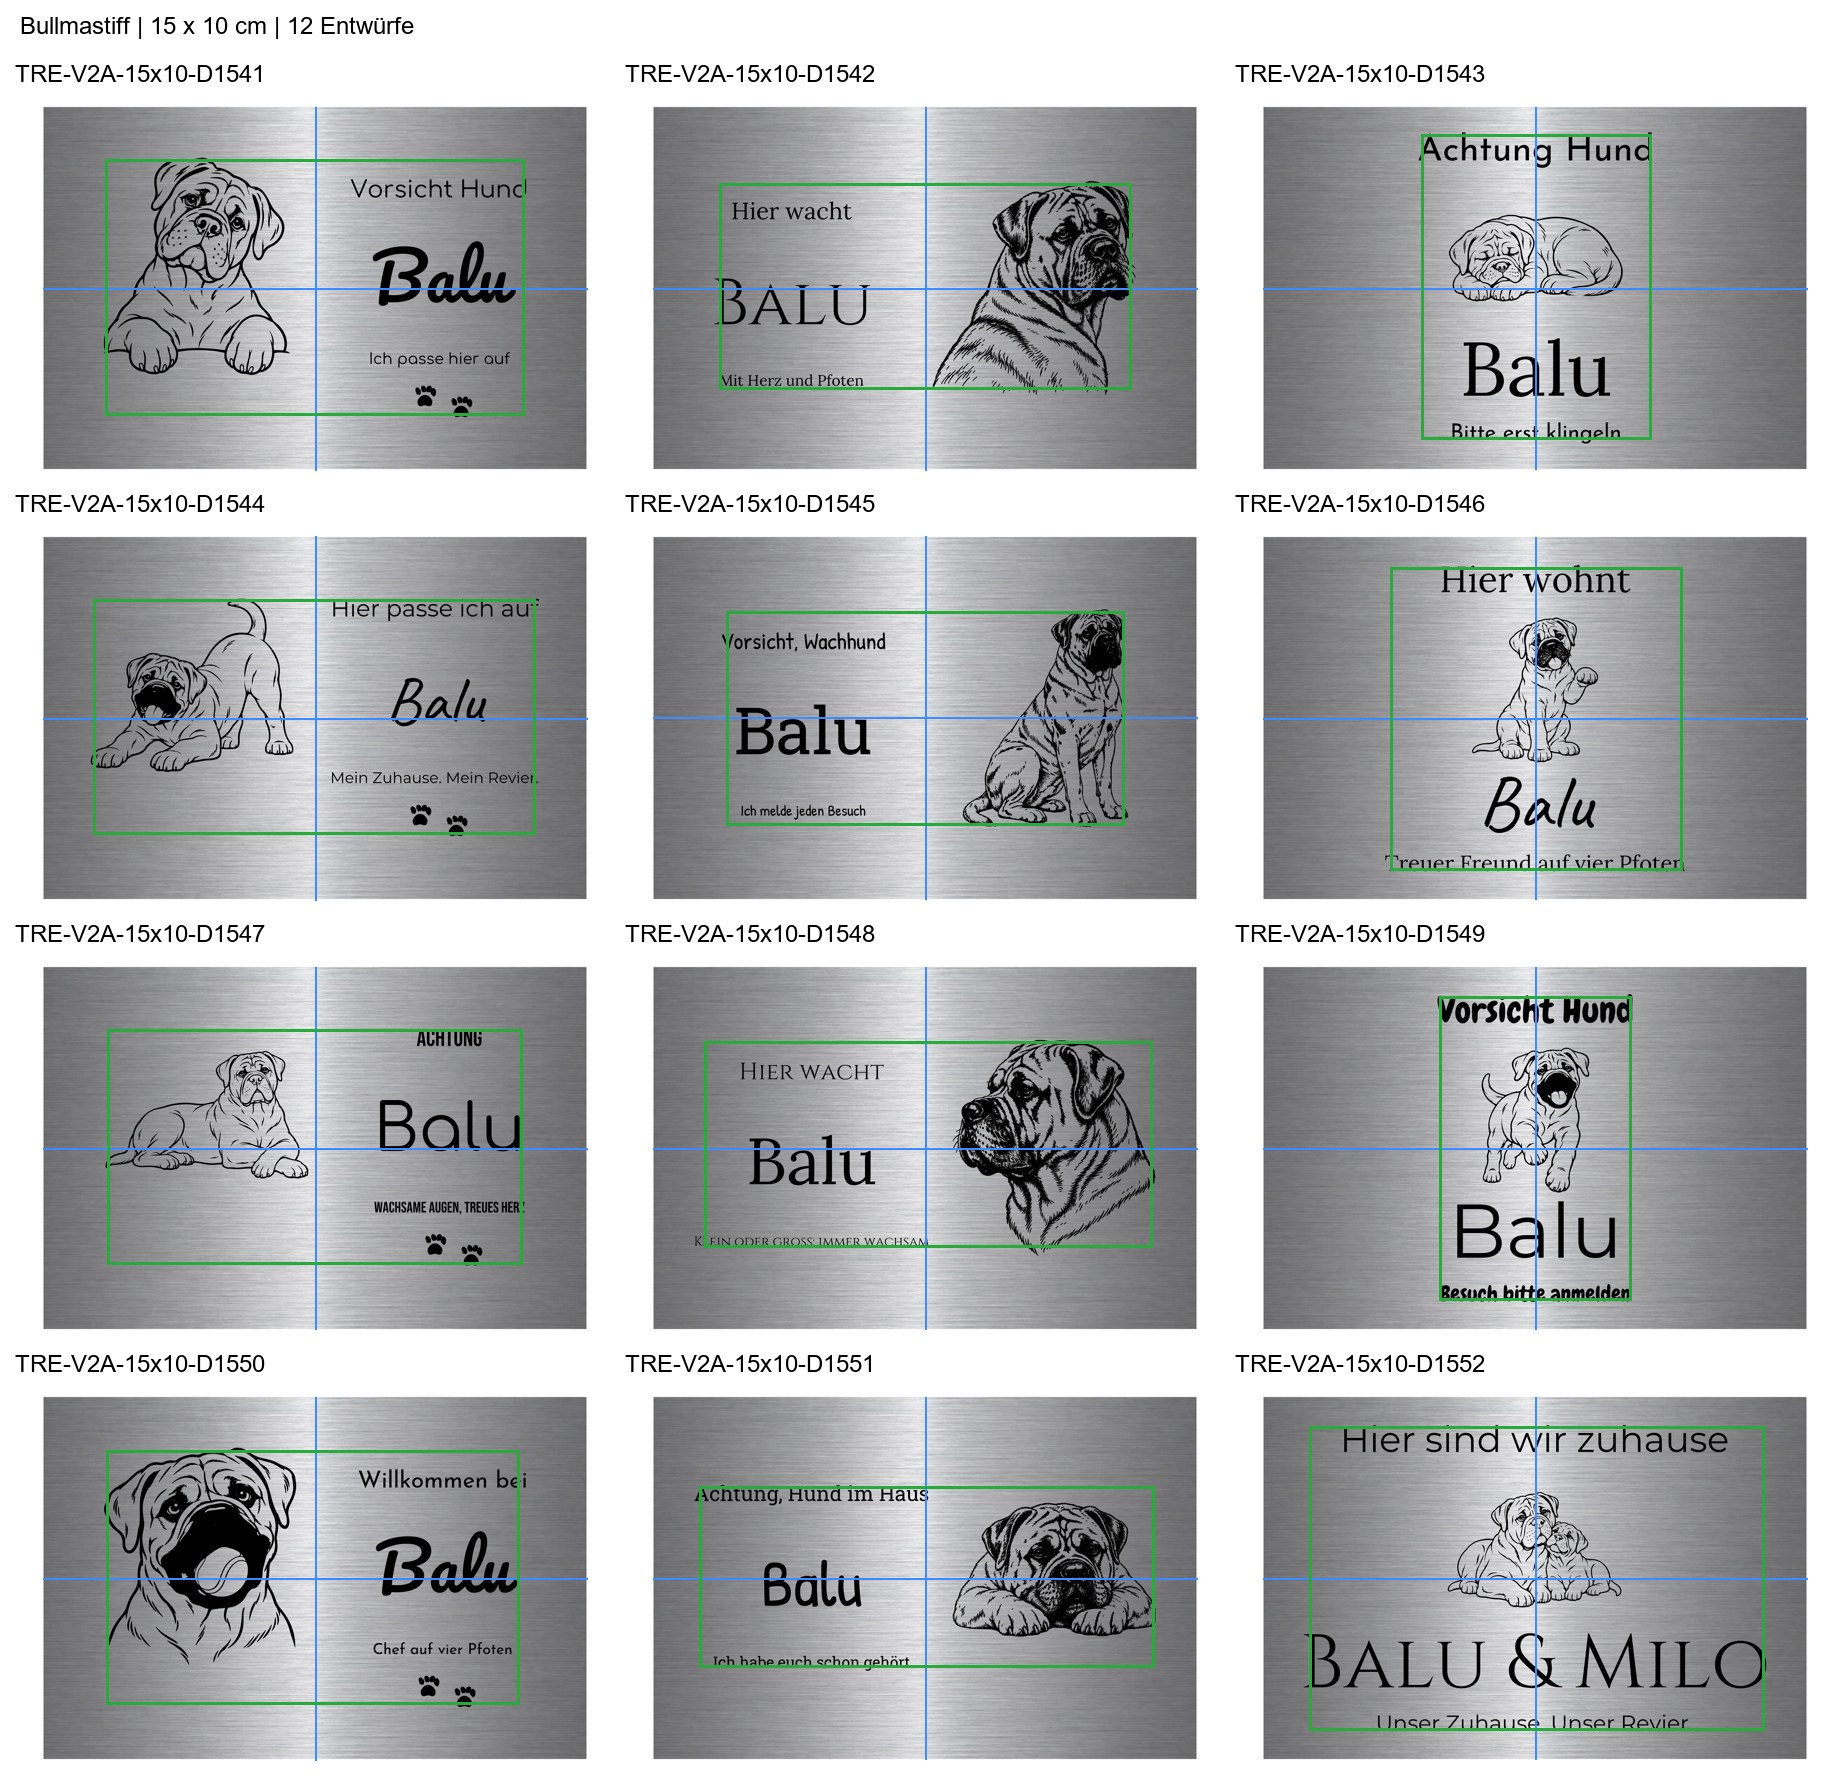 Bullmastiff | 15 x 10 cm | 12 Entwürfe
TRE-V2A-15x10-D1541
Vorsicht Hund
Balu
Ich passe hier auf
TRE-V2A-15x10-D1542
Hier wacht
BALU
Mit Herz und Pfoten
TRE-V2A-15x10-D1543
Achtung Hund
Balu
Bitte erst klingeln
TRE-V2A-15x10-D1544
Hier passe ich auf
Balu
Mein Zuhause. Mein Revier.
TRE-V2A-15x10-D1545
Vorsicht, Wachhund
Balu
Ich melde jeden Besuch
TRE-V2A-15x10-D1546
Hier wohnt
Balu
Treuer Freund auf vier Pfoten
TRE-V2A-15x10-D1547
ACHTUNG
Balu
WACHSAME AUGEN, TREUES HERZ
TRE-V2A-15x10-D1548
HIER WACHT
Balu
KLEIN ODER GROSS: IMMER WACHSAM
TRE-V2A-15x10-D1549
Vorsicht Hund
Balu
Besuch bitte anmelden
TRE-V2A-15x10-D1550
Willkommen bei
Balu
Chef auf vier Pfoten
TRE-V2A-15x10-D1551
Achtung, Hund im Haus
Balu
Ich habe euch schon gehört
TRE-V2A-15x10-D1552
Hier sind wir zuhause
BALU & MILO
Unser Zuhause. Unser Revier.